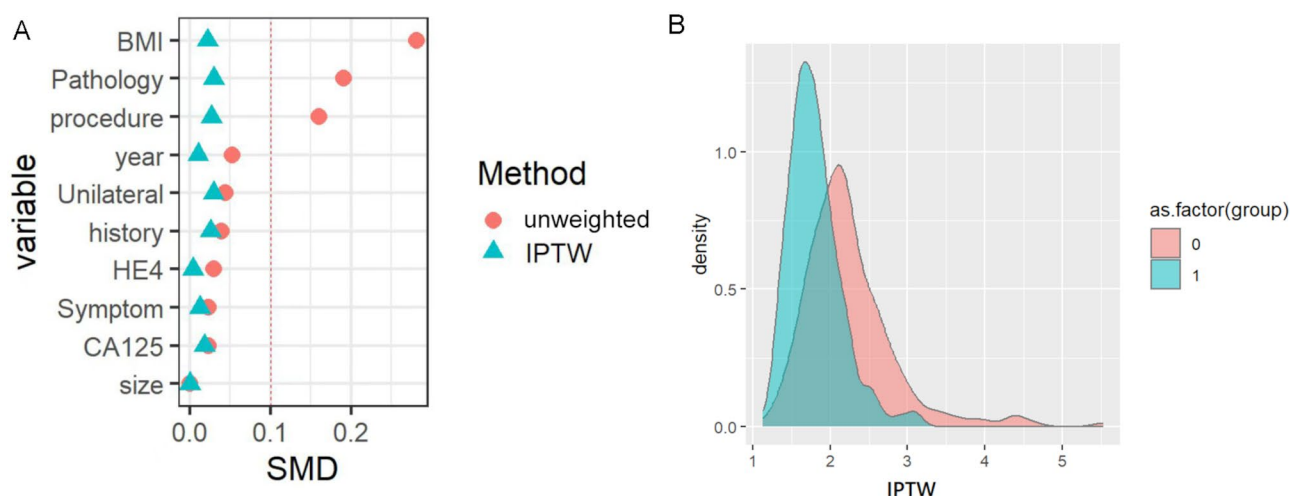 A
BMI
Pathology
procedure
year
Unilateral
history
HE4
Symptom
CA125
size
variable
0.0 0.1 0.2
SMD
Method
unweighted
IPTW
B
1.0
0.5
0.0
density
1 2 3 4 5
IPTW
as.factor(group)
0
1